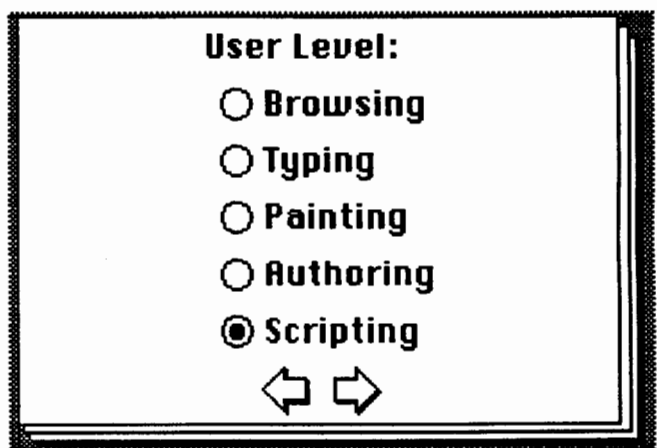 User Level:
Browsing
Typing
Painting
Authoring
Scripting